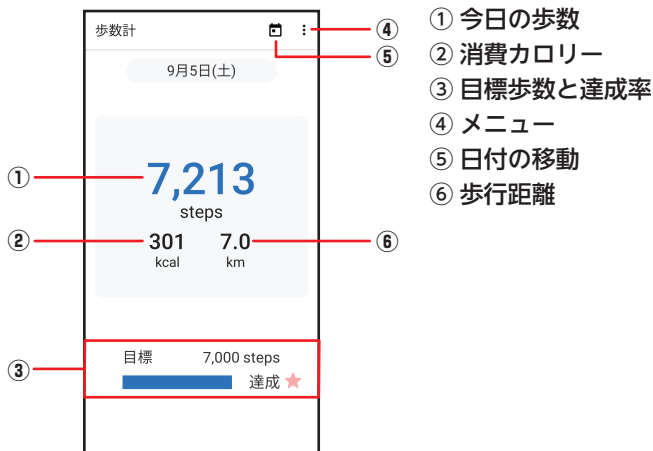 歩数計
④
⑤
9月5日(土)
①
7,213
steps
②
301
7.0
⑥
kcal
km
③
目標
7,000 steps
達成
① 今日の歩数
② 消費カロリー
③ 目標歩数と達成率
④ メニュー
⑤ 日付の移動
⑥ 歩行距離